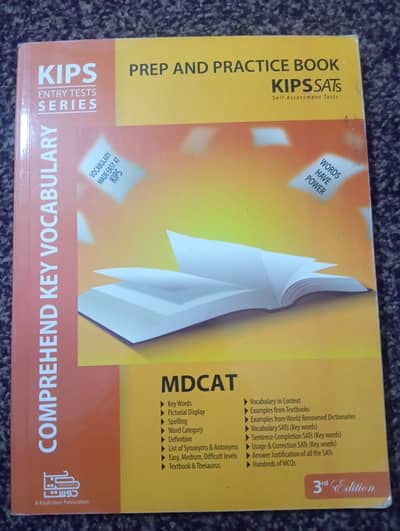 KIPS
ENTRY TESTS
SERIES
PREP AND PRACTICE BOOK
KIPS SATs
Self Assessment Tests
COMPREHEND KEY VOCABULARY
VOCABULARY
MADE EASY AT
KIPS
WORDS
HAVE
POWER
MDCAT
Key Words
Pictorial Display
Spelling
Word Category
Definition
List of Synonyms & Antonyms
Easy, Medium, Difficult levels
Textbook & Thesaurus
Vocabulary in Context
Examples from Textbooks
Examples from World Renowned Dictionaries
Vocabulary SATs (Key words)
Sentence Completion SATs (Key words)
Usage & Correction SATs (Key words)
Answer Justification of all the SATs
Hundreds of MCQs
3rd Edition